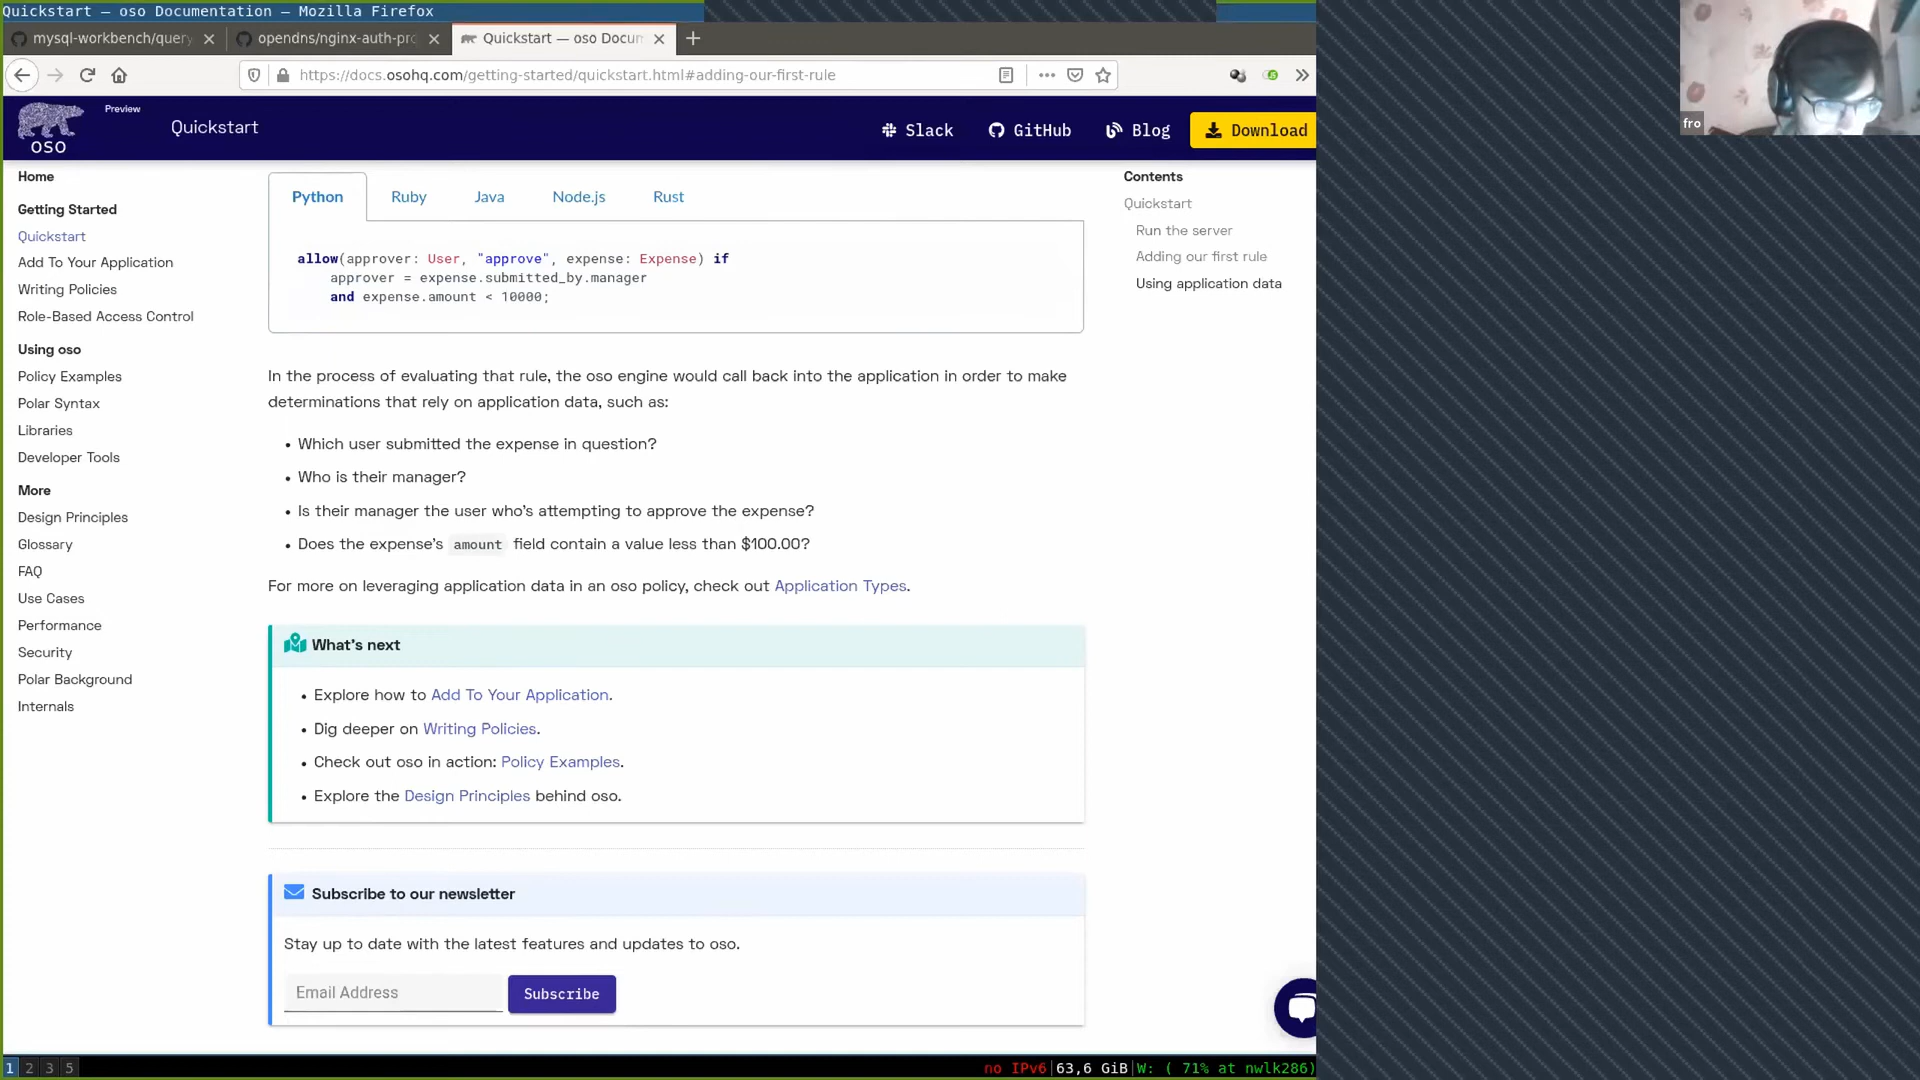 Quickstart — oso Documentation — Mozilla Firefox
mysql-workbench/query
opendns/nginx-auth-pro
Quickstart — oso Docum
https://docs.osohq.com/getting-started/quickstart.html#adding-our-first-rule
oso
Preview
Quickstart
Slack
GitHub
Blog
Download
fro
Home
Getting Started
Quickstart
Add To Your Application
Writing Policies
Role-Based Access Control
Using oso
Policy Examples
Polar Syntax
Libraries
Developer Tools
More
Design Principles
Glossary
FAQ
Use Cases
Performance
Security
Polar Background
Internals
Python
Ruby
Java
Node.js
Rust
allow(approver: User, "approve", expense: Expense) if
approver = expense.submitted_by.manager
and expense.amount < 10000;
In the process of evaluating that rule, the oso engine would call back into the application in order to make
determinations that rely on application data, such as:
• Which user submitted the expense in question?
• Who is their manager?
• Is their manager the user who's attempting to approve the expense?
• Does the expense's amount field contain a value less than $100.00?
For more on leveraging application data in an oso policy, check out Application Types.
What's next
• Explore how to Add To Your Application.
• Dig deeper on Writing Policies.
• Check out oso in action: Policy Examples.
• Explore the Design Principles behind oso.
Subscribe to our newsletter
Stay up to date with the latest features and updates to oso.
Email Address
Subscribe
Contents
Quickstart
Run the server
Adding our first rule
Using application data
1 2 3 5
no IPv6|63,6 GiB|W: ( 71% at nwlk286)